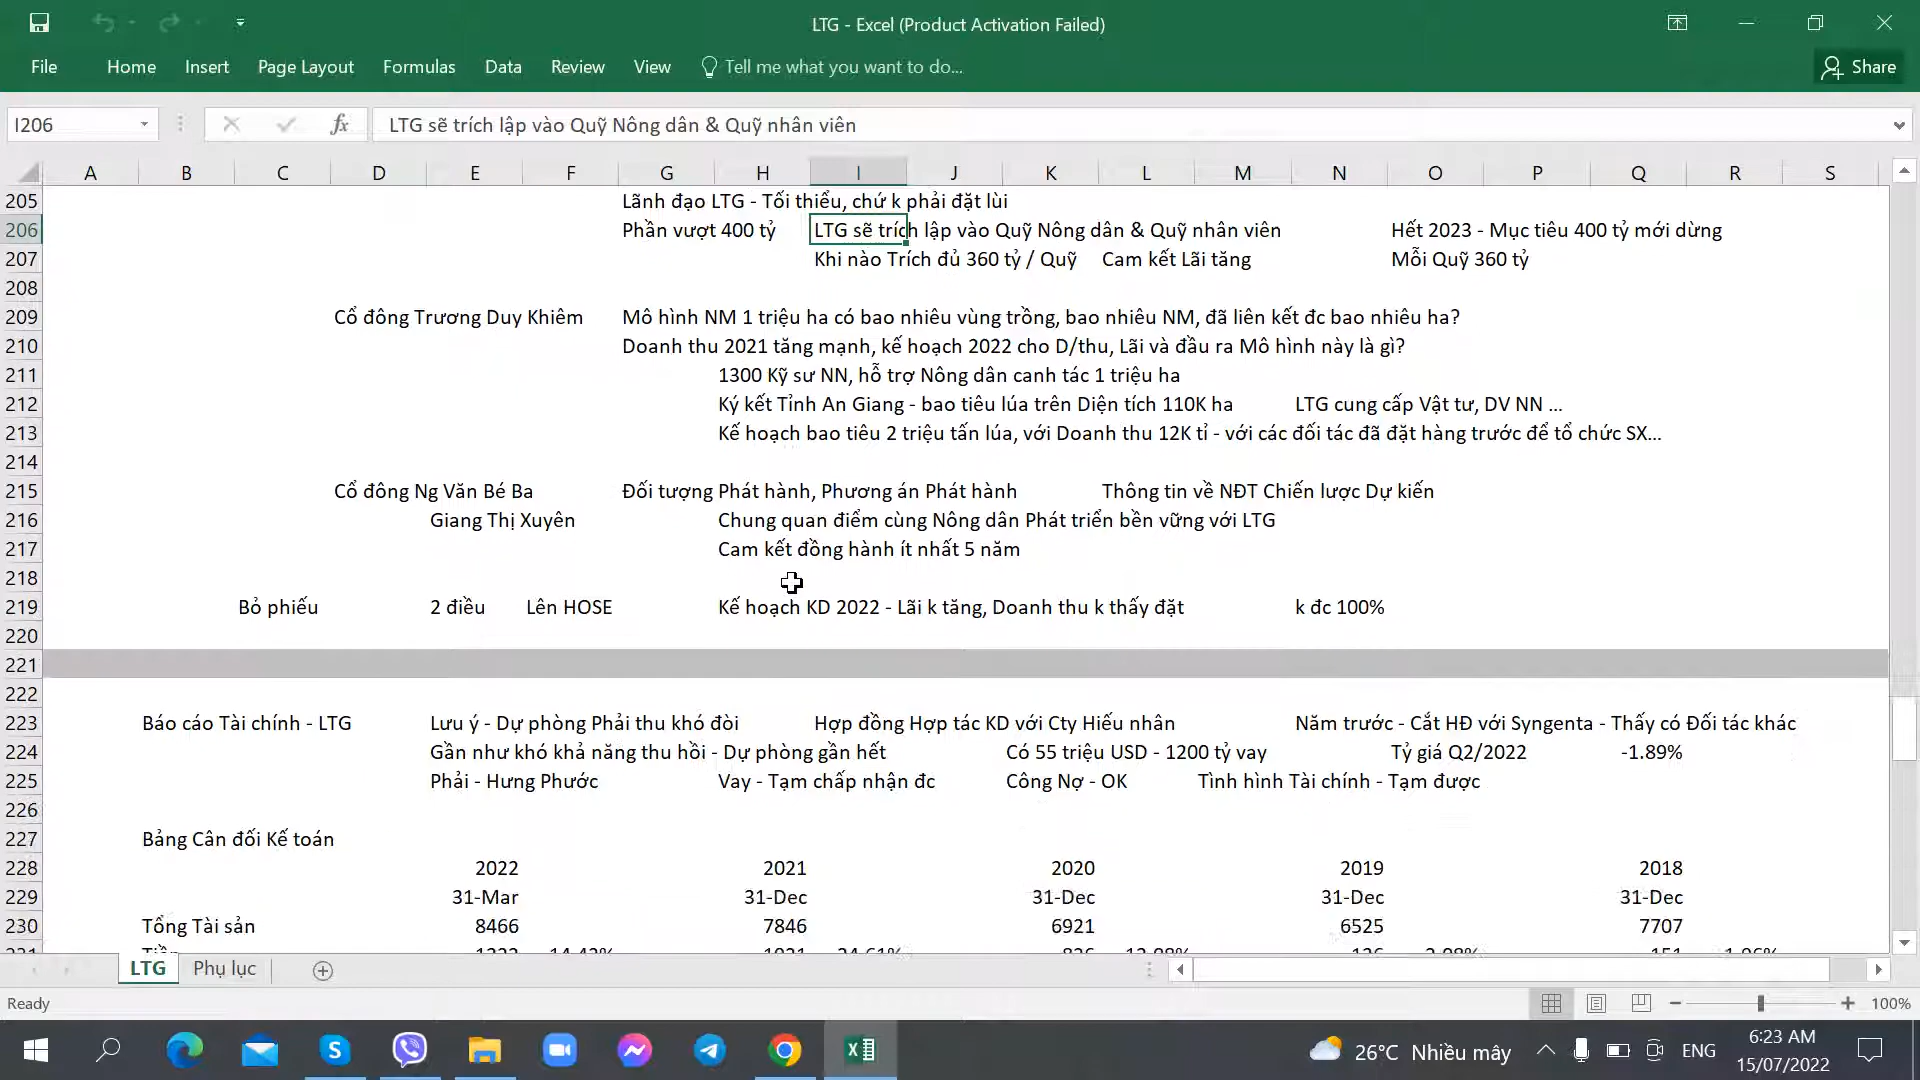 LTG - Excel (Product Activation Failed)
File Home Insert Page Layout Formulas Data Review View Tell me what you want to do... Share
I206 fx LTG sẽ trích lập vào Quỹ Nông dân & Quỹ nhân viên
A B C D E F G H I J K L M N O P Q R S
205 Lãnh đạo LTG - Tối thiểu, chứ k phải đặt lùi
206 Phần vượt 400 tỷ LTG sẽ trích lập vào Quỹ Nông dân & Quỹ nhân viên Hết 2023 - Mục tiêu 400 tỷ mới dừng
207 Khi nào Trích đủ 360 tỷ / Quỹ Cam kết Lãi tăng Mỗi Quỹ 360 tỷ
208
209 Cổ đông Trương Duy Khiêm Mô hình NM 1 triệu ha có bao nhiêu vùng trồng, bao nhiêu NM, đã liên kết đc bao nhiêu ha?
210 Doanh thu 2021 tăng mạnh, kế hoạch 2022 cho D/thu, Lãi và đầu ra Mô hình này là gì?
211 1300 Kỹ sư NN, hỗ trợ Nông dân canh tác 1 triệu ha
212 Ký kết Tỉnh An Giang - bao tiêu lúa trên Diện tích 110K ha LTG cung cấp Vật tư, DV NN ...
213 Kế hoạch bao tiêu 2 triệu tấn lúa, với Doanh thu 12K tỉ - với các đối tác đã đặt hàng trước để tổ chức SX...
214
215 Cổ đông Ng Văn Bé Ba Đối tượng Phát hành, Phương án Phát hành Thông tin về NĐT Chiến lược Dự kiến
216 Giang Thị Xuyên Chung quan điểm cùng Nông dân Phát triển bền vững với LTG
217 Cam kết đồng hành ít nhất 5 năm
218
219 Bỏ phiếu 2 điều Lên HOSE Kế hoạch KD 2022 - Lãi k tăng, Doanh thu k thấy đặt k đc 100%
220
221
222
223 Báo cáo Tài chính - LTG Lưu ý - Dự phòng Phải thu khó đòi Hợp đồng Hợp tác KD với Cty Hiếu nhân Năm trước - Cắt HĐ với Syngenta - Thấy có Đối tác khác
224 Gần như khó khả năng thu hồi - Dự phòng gần hết Có 55 triệu USD - 1200 tỷ vay Tỷ giá Q2/2022 -1.89%
225 Phải - Hưng Phước Vay - Tạm chấp nhận đc Công Nợ - OK Tình hình Tài chính - Tạm được
226
227 Bảng Cân đối Kế toán
228 2022 2021 2020 2019 2018
229 31-Mar 31-Dec 31-Dec 31-Dec 31-Dec
230 Tổng Tài sản 8466 7846 6921 6525 7707
LTG Phụ lục
Ready 100%
26°C Nhiều mây ENG 6:23 AM
15/07/2022